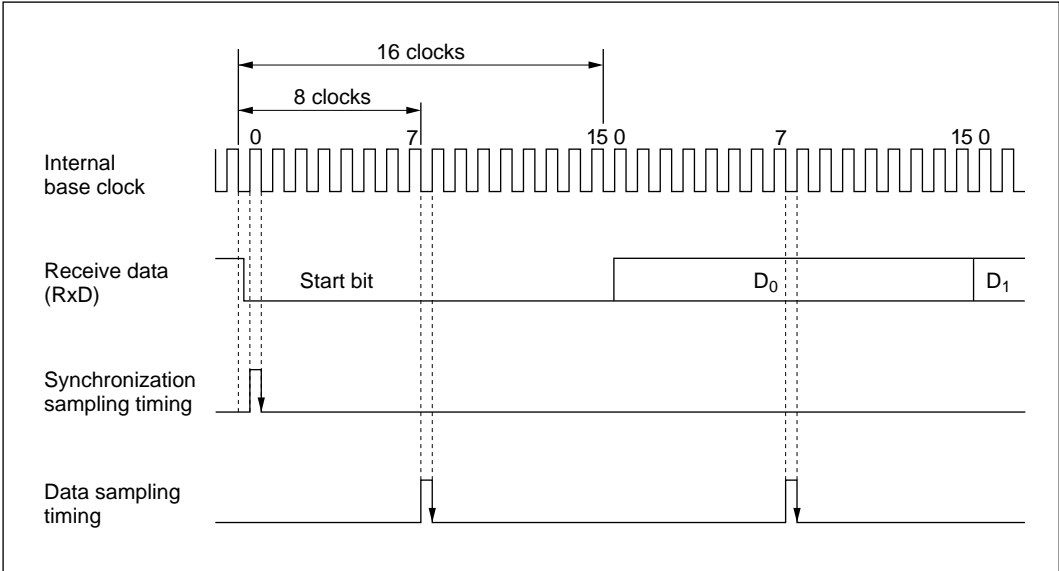 16 clocks
8 clocks
0 7 15 0 7 15 0
Internal
base clock
Receive data
(RxD)
Start bit D₀ D₁
Synchronization
sampling timing
Data sampling
timing